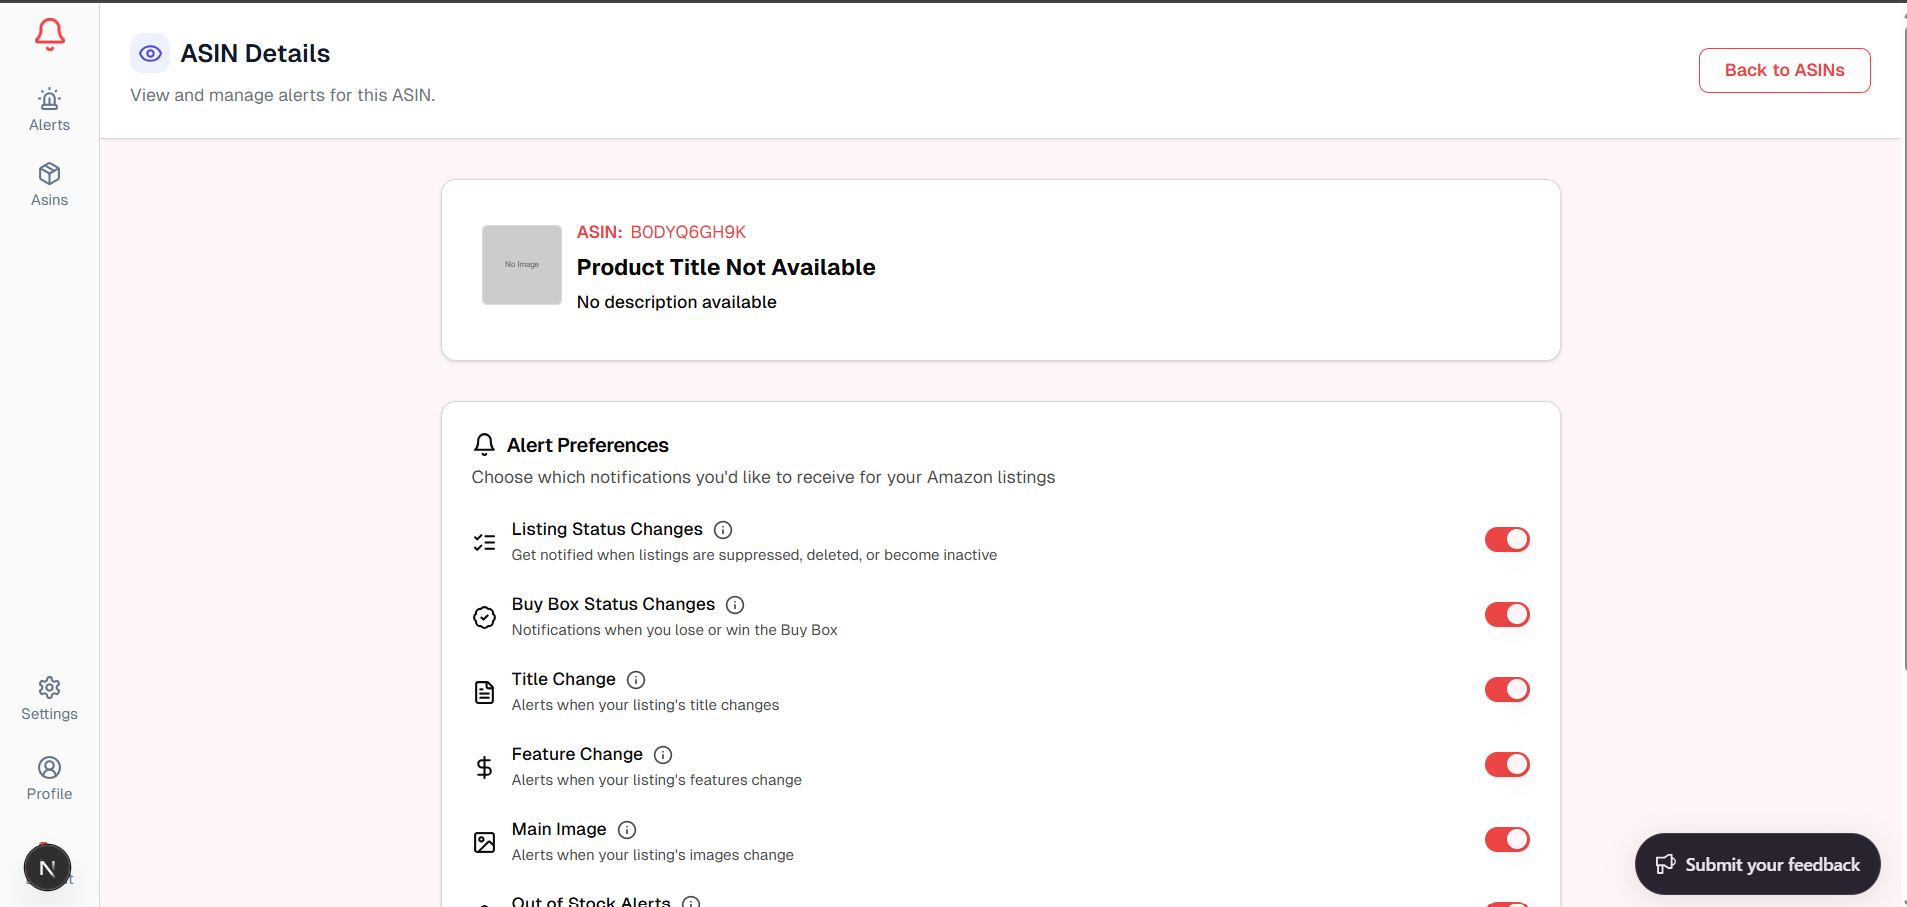 ASIN Details
View and manage alerts for this ASIN.
Back to ASINs
Alerts
Asins
Settings
Profile
N
ASIN: B0DYQ6GH9K
No Image
Product Title Not Available
No description available
Alert Preferences
Choose which notifications you'd like to receive for your Amazon listings
Listing Status Changes
Get notified when listings are suppressed, deleted, or become inactive
Buy Box Status Changes
Notifications when you lose or win the Buy Box
Title Change
Alerts when your listing's title changes
Feature Change
Alerts when your listing's features change
Main Image
Alerts when your listing's images change
Out of Stock Alerts
Submit your feedback